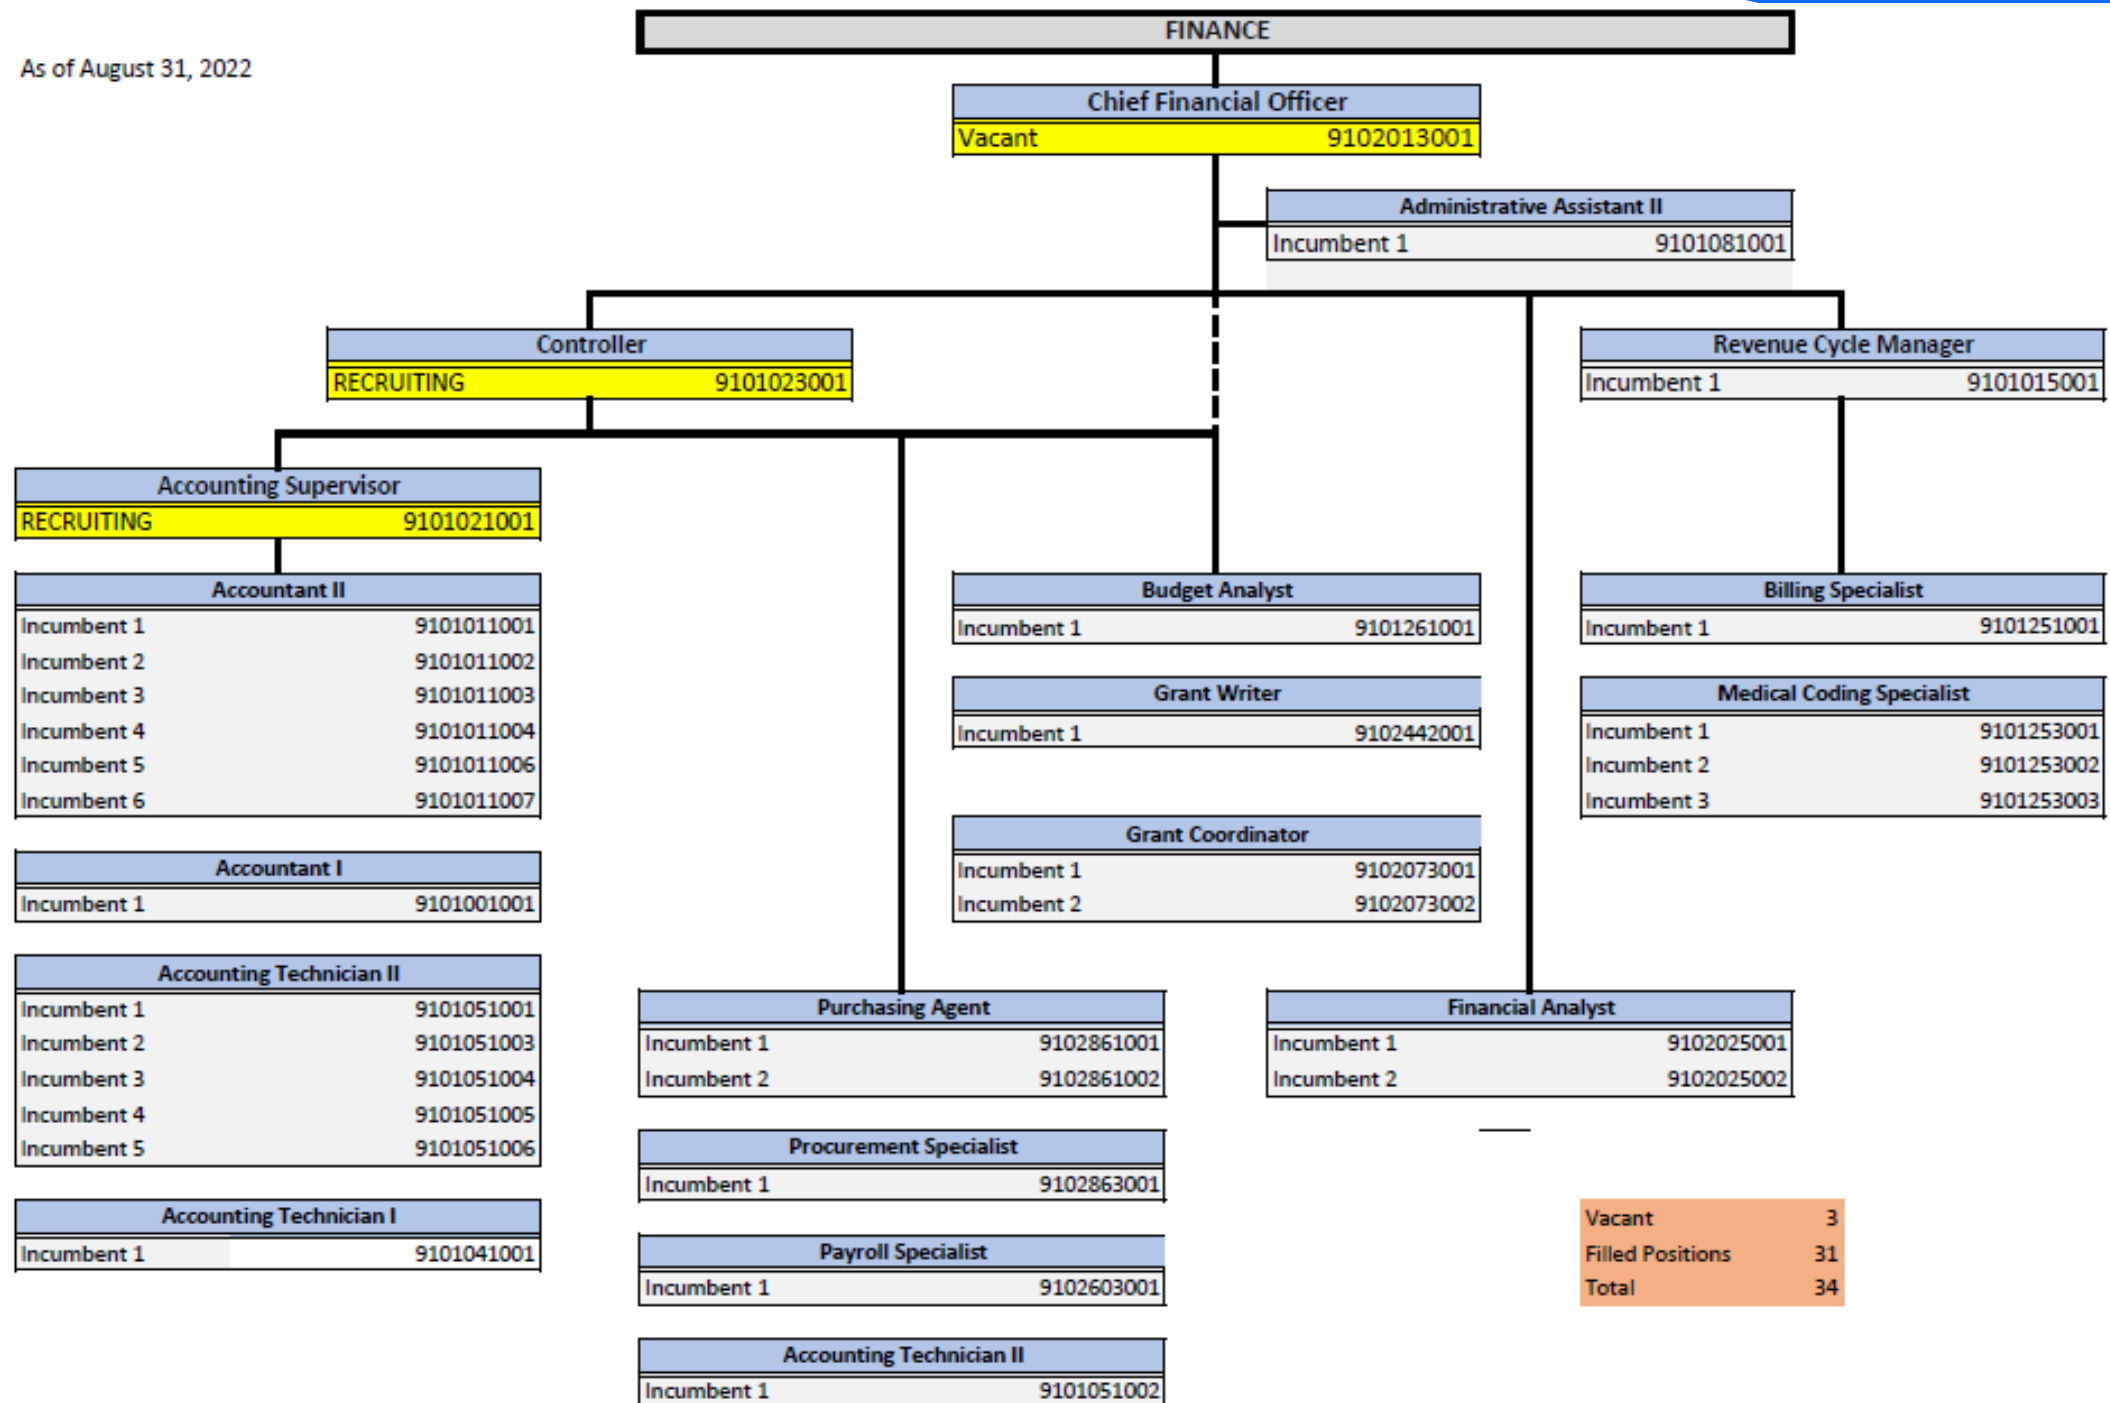 FINANCE
As of August 31, 2022
Chief Financial Officer
Vacant 9102013001
Administrative Assistant II
Incumbent 1 9101081001
Controller
RECRUITING 9101023001
Revenue Cycle Manager
Incumbent 1 9101015001
Accounting Supervisor
RECRUITING 9101021001
Accountant II
Incumbent 1 9101011001
Incumbent 2 9101011002
Incumbent 3 9101011003
Incumbent 4 9101011004
Incumbent 5 9101011006
Incumbent 6 9101011007
Accountant I
Incumbent 1 9101001001
Accounting Technician II
Incumbent 1 9101051001
Incumbent 2 9101051003
Incumbent 3 9101051004
Incumbent 4 9101051005
Incumbent 5 9101051006
Accounting Technician I
Incumbent 1 9101041001
Purchasing Agent
Incumbent 1 9102861001
Incumbent 2 9102861002
Procurement Specialist
Incumbent 1 9102863001
Payroll Specialist
Incumbent 1 9102603001
Accounting Technician II
Incumbent 1 9101051002
Budget Analyst
Incumbent 1 9101261001
Grant Writer
Incumbent 1 9102442001
Grant Coordinator
Incumbent 1 9102073001
Incumbent 2 9102073002
Financial Analyst
Incumbent 1 9102025001
Incumbent 2 9102025002
Billing Specialist
Incumbent 1 9101251001
Medical Coding Specialist
Incumbent 1 9101253001
Incumbent 2 9101253002
Incumbent 3 9101253003
Vacant 3
Filled Positions 31
Total 34